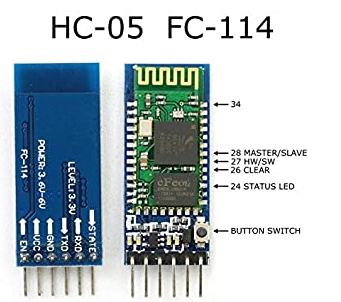 HC-05 FC-114
34
28 MASTER/SLAVE
27 HW/SW
26 CLEAR
24 STATUS LED
BUTTON SWITCH
FC-114
POWER:3.6V~6V
LEVEL:3.3V
EN
VCC
GND
TXD
RXD
STATE